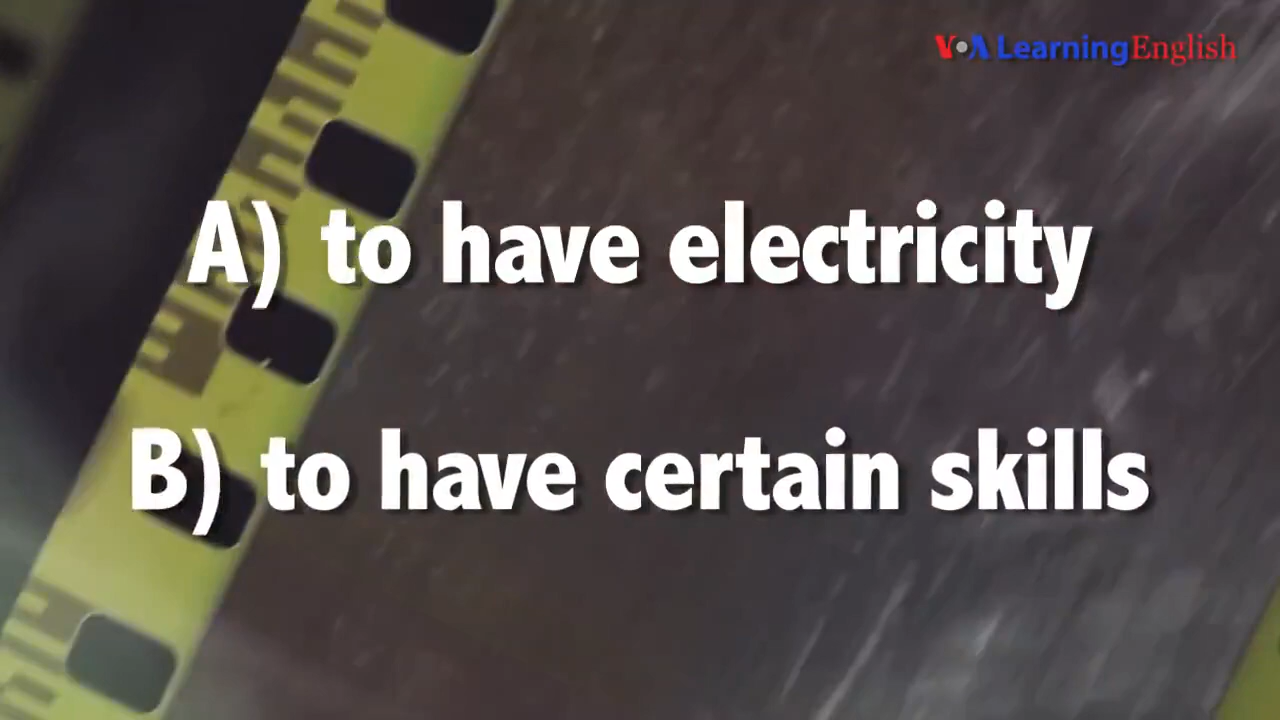 VOA Learning English
A) to have electricity
B) to have certain skills